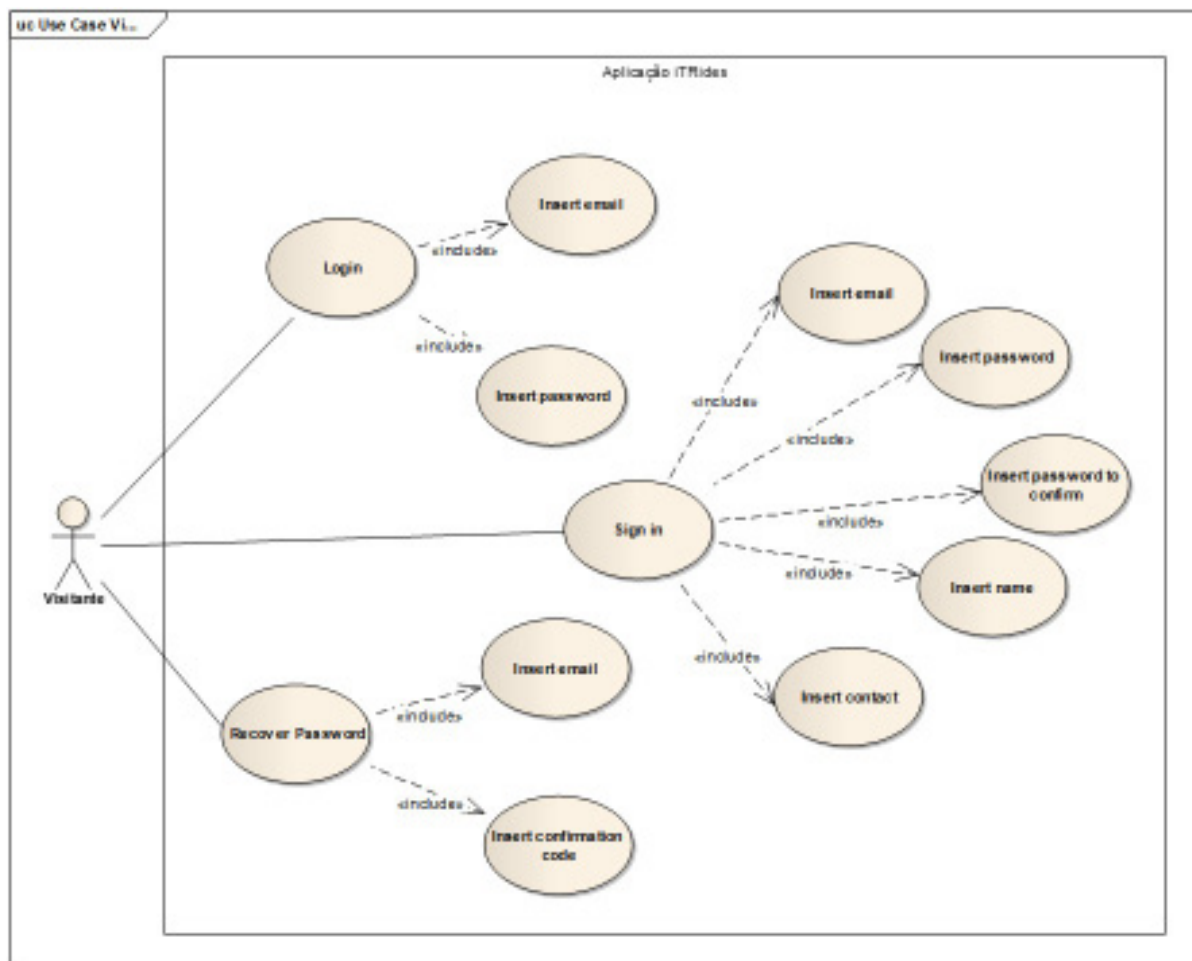 uc Use Case Vi...
Aplicação iTRides
Insert email
Login
«include»
Insert email
«include»
Insert password
Insert password
«include»
«include»
Insert password to
confirm
Sign in
«include»
«include»
Insert name
Visitante
Insert email
«include»
Insert contact
Recover Password
«include»
«include»
Insert confirmation
code